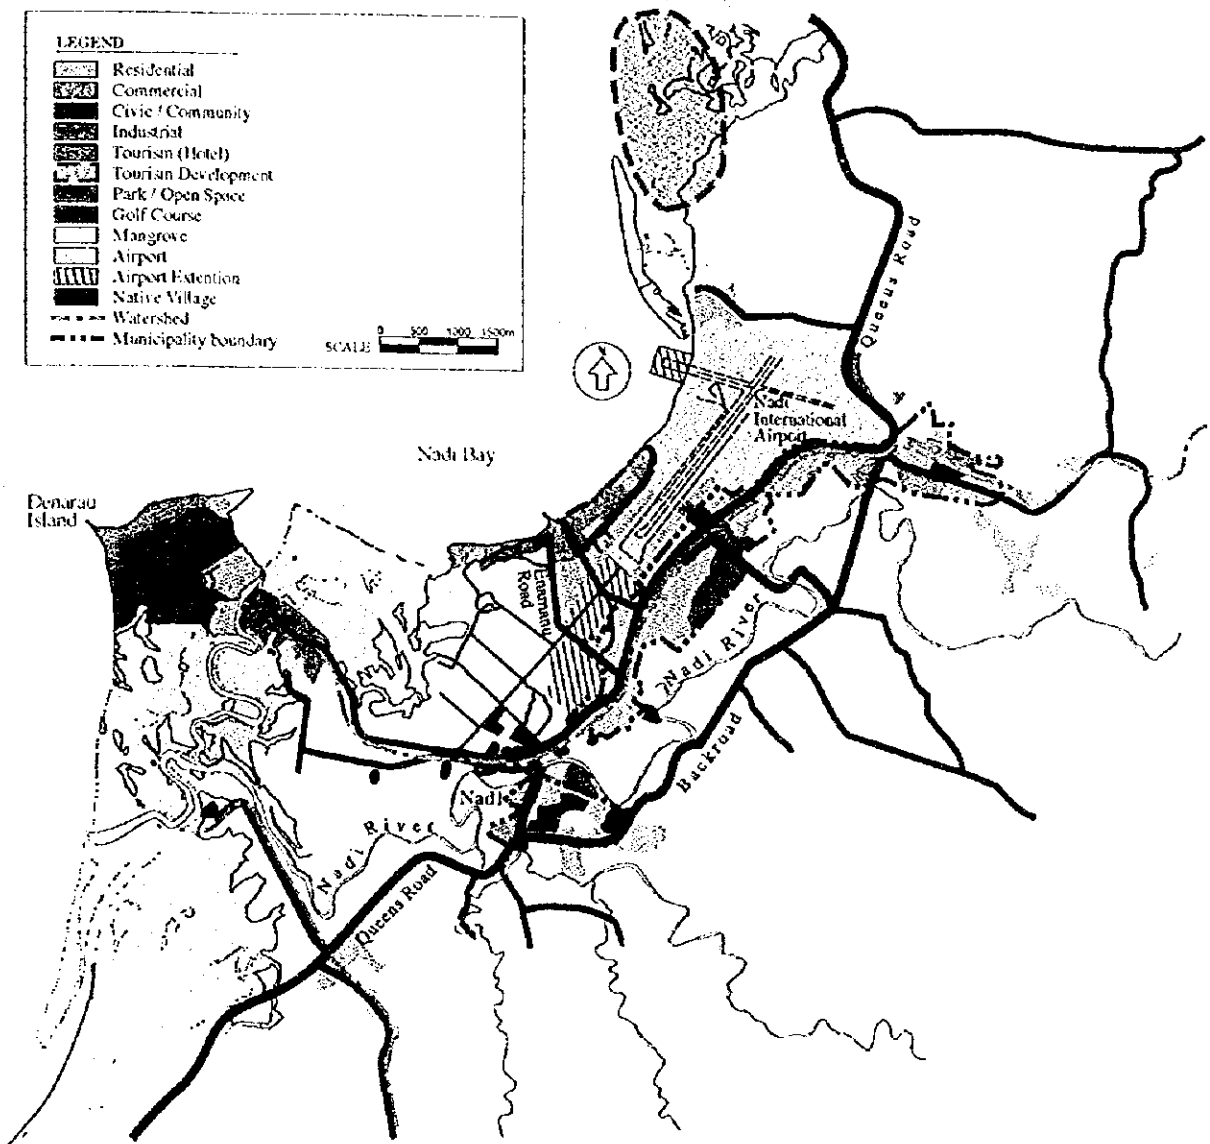 LEGEND
Residential
Commercial
Civic / Community
Industrial
Tourism (Hotel)
Tourism Development
Park / Open Space
Golf Course
Mangrove
Airport
Airport Extention
Native Village
Watershed
Municipality boundary
SCALE
0 500 1000 1500m
N
Queens Road
Nadi
International
Airport
Nadi Bay
Denarau
Island
Enamanu
Road
Nadi River
Backroad
Nadi
Nadi River
Queens Road